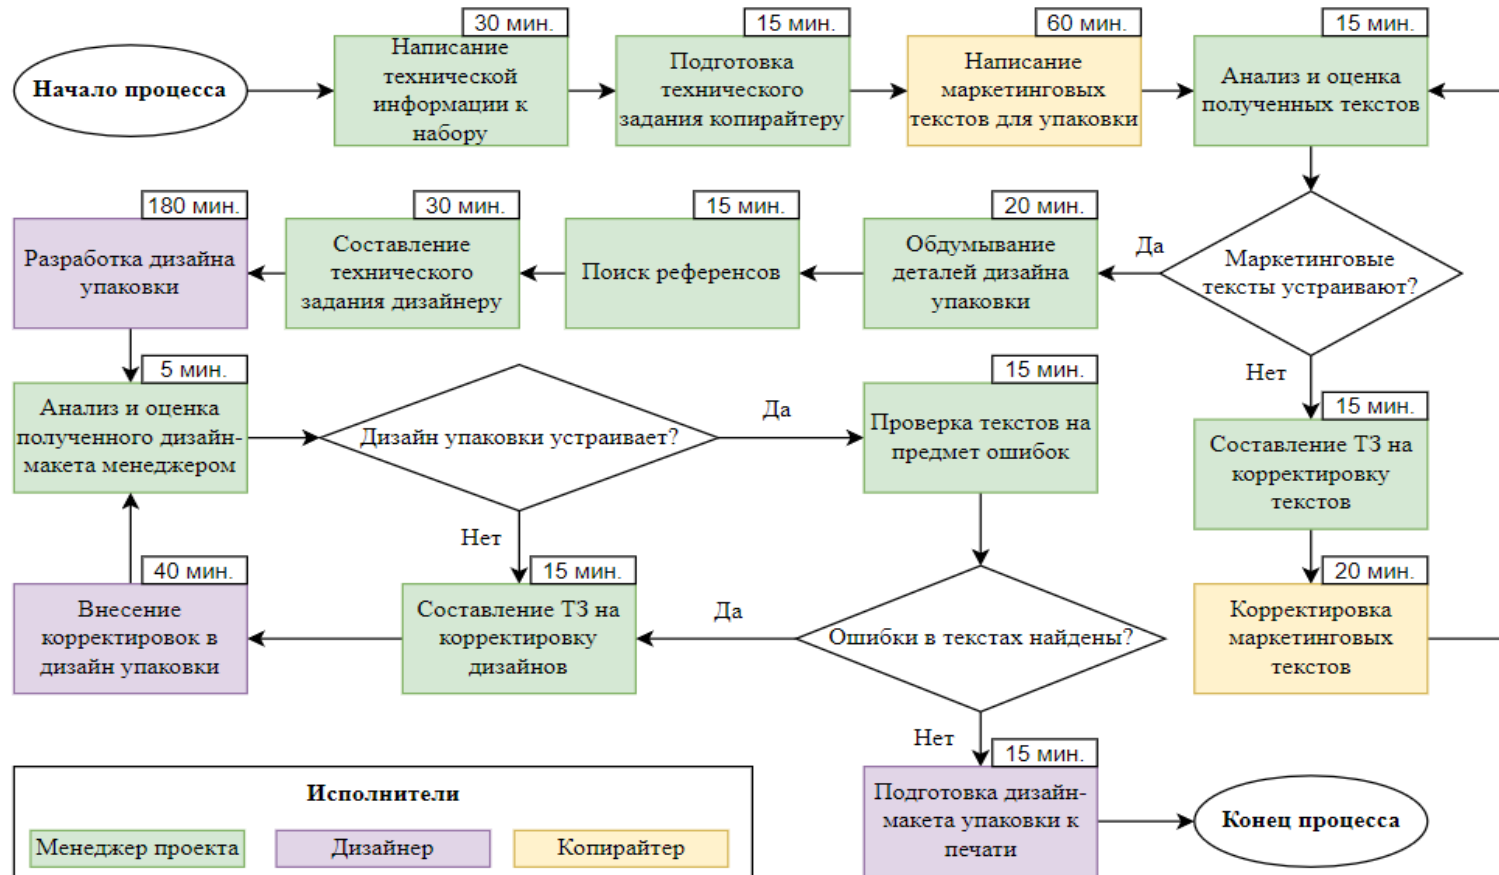 30 мин.
15 мин.
60 мин.
15 мин.
Начало процесса
Написание
технической
информации к
набору
Подготовка
технического
задания копирайтеру
Написание
маркетинговых
текстов для упаковки
Анализ и оценка
полученных текстов
180 мин.
30 мин.
15 мин.
20 мин.
Разработка дизайна
упаковки
Составление
технического
задания дизайнеру
Поиск референсов
Обдумывание
деталей дизайна
упаковки
Да
Маркетинговые
тексты устраивают?
Нет
5 мин.
15 мин.
15 мин.
Анализ и оценка
полученного дизайн-
макета менеджером
Дизайн упаковки устраивает?
Да
Проверка текстов на
предмет ошибок
Составление ТЗ на
корректировку
текстов
Нет
40 мин.
15 мин.
20 мин.
Внесение
корректировок в
дизайн упаковки
Составление ТЗ на
корректировку
дизайнов
Да
Ошибки в текстах найдены?
Корректировка
маркетинговых
текстов
Нет
15 мин.
Подготовка дизайн-
макета упаковки к
печати
Конец процесса
Исполнители
Менеджер проекта
Дизайнер
Копирайтер